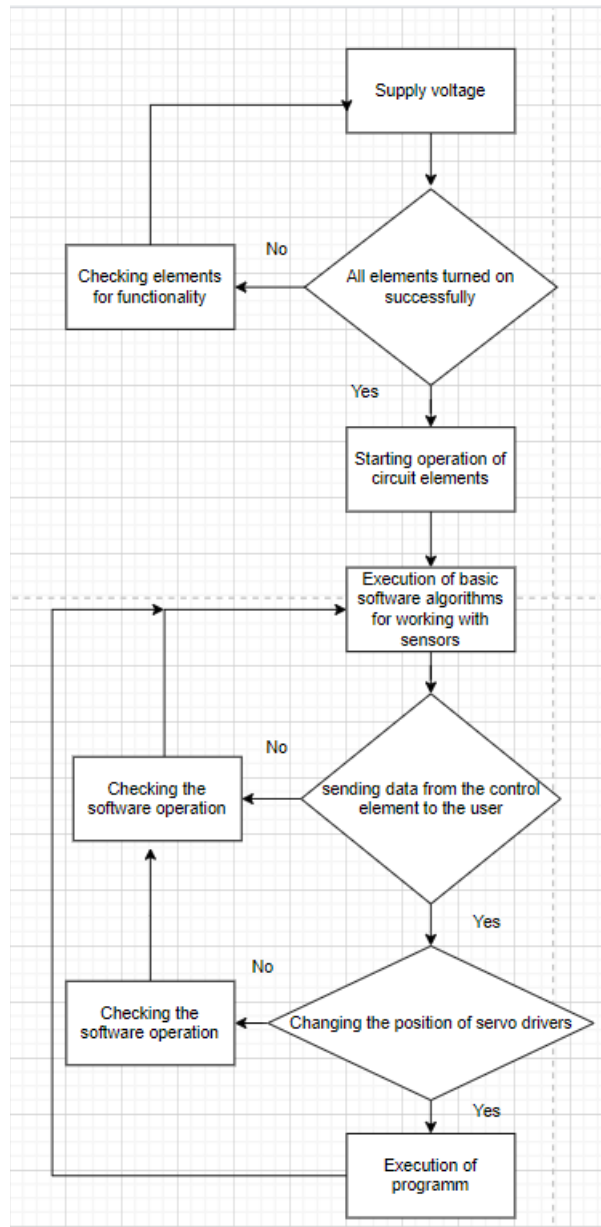 Supply voltage
No
Checking elements
for functionality
All elements turned on
successfully
Yes
Starting operation of
circuit elements
Execution of basic
software algorithms
for working with
sensors
No
Checking the
software operation
sending data from the control
element to the user
Yes
No
Checking the
software operation
Changing the position of servo drivers
Yes
Execution of
programm